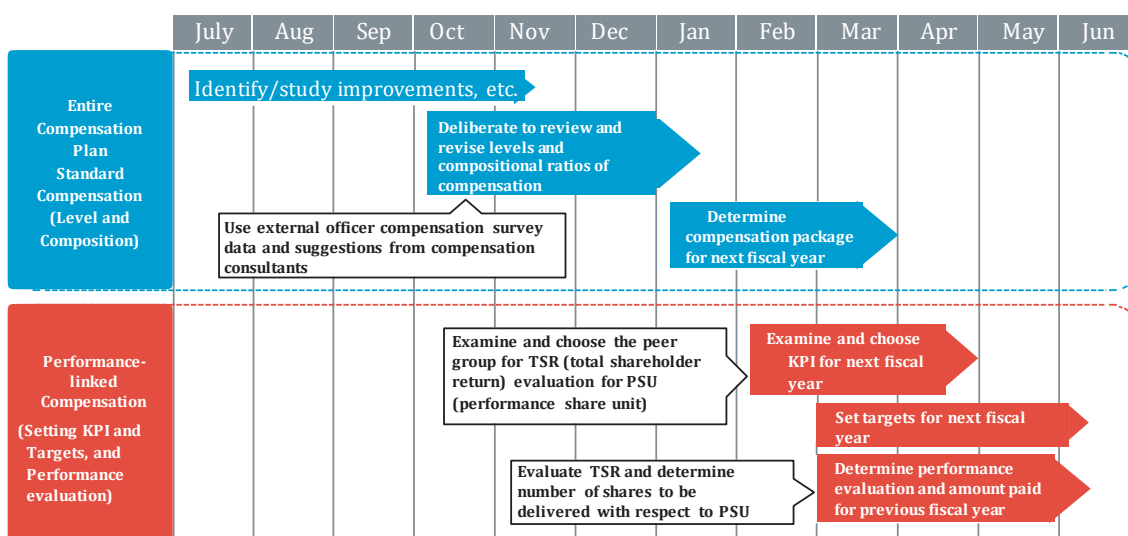 July Aug Sep Oct Nov Dec Jan Feb Mar Apr May Jun
Entire
Compensation
Plan
Standard
Compensation
(Level and
Composition)
Identify/study improvements, etc.
Deliberate to review and
revise levels and
compositional ratios of
compensation
Use external officer compensation survey
data and suggestions from compensation
consultants
Determine
compensation package
for next fiscal year
Performance-
linked
Compensation
(Setting KPI and
Targets, and
Performance
evaluation)
Examine and choose the peer
group for TSR (total shareholder
return) evaluation for PSU
(performance share unit)
Examine and choose
KPI for next fiscal
year
Set targets for next fiscal
year
Evaluate TSR and determine
number of shares to be
delivered with respect to PSU
Determine performance
evaluation and amount paid
for previous fiscal year